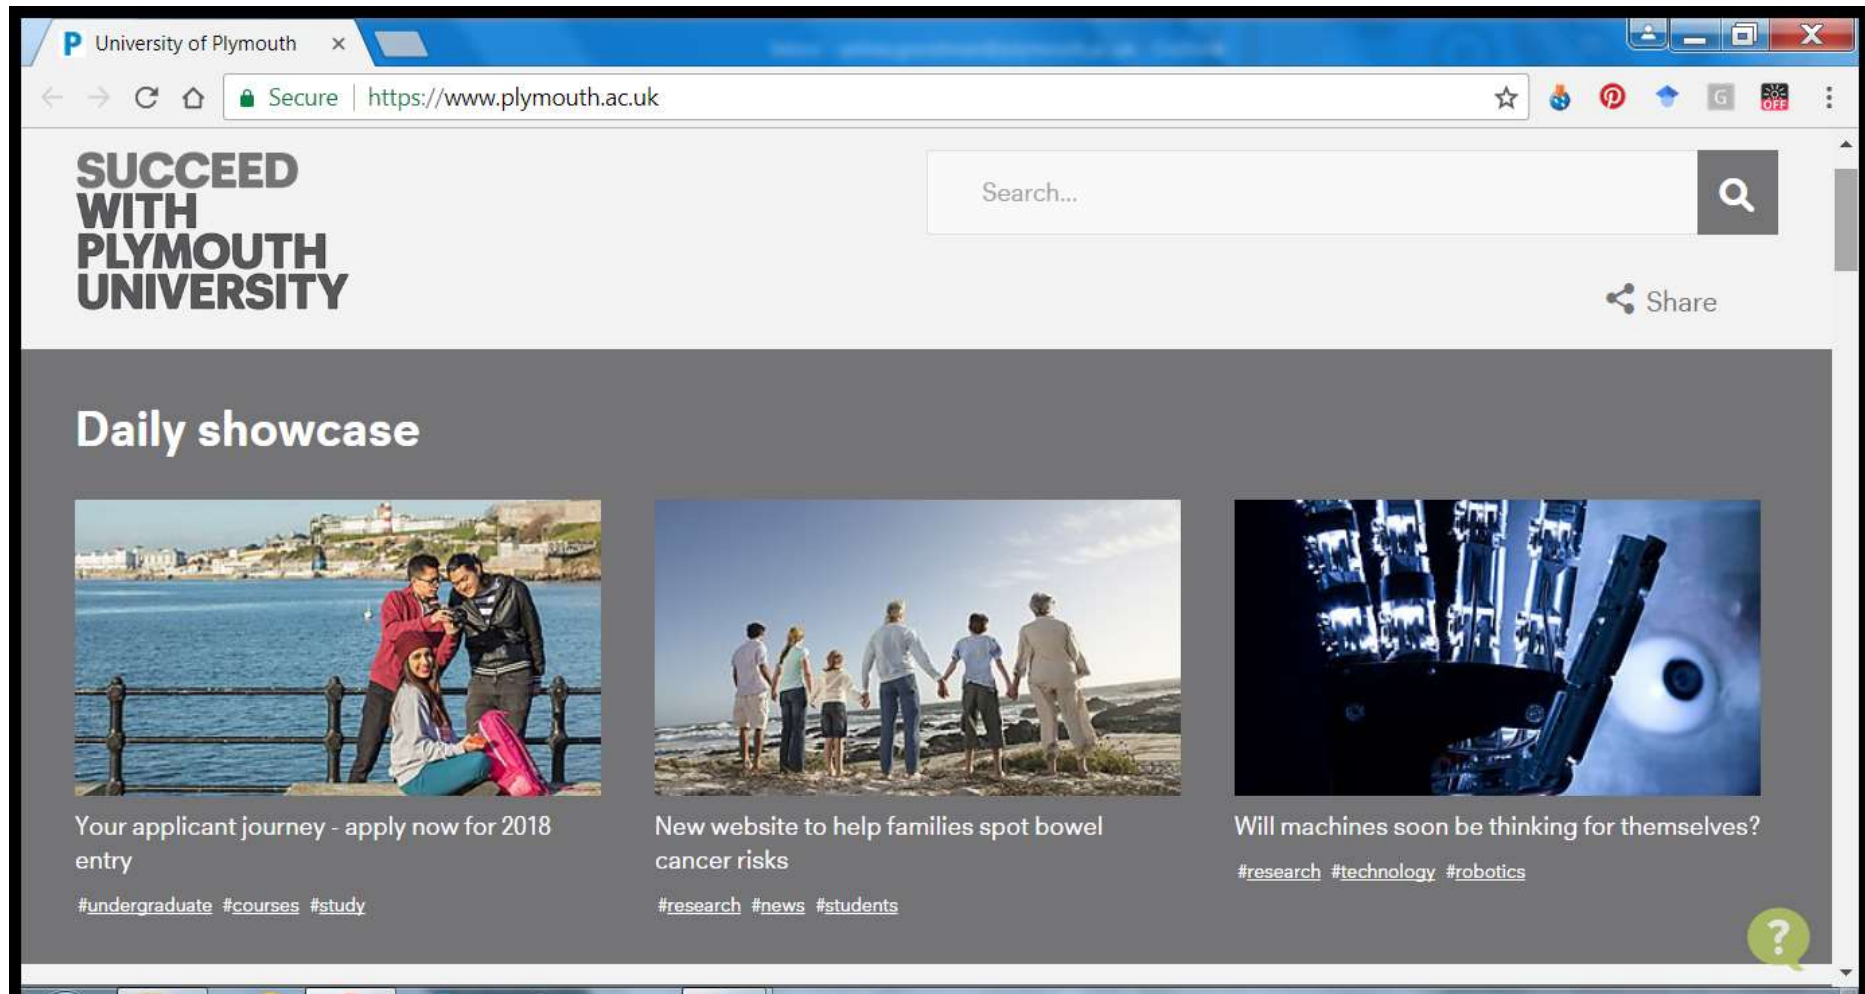 University of Plymouth
Secure
https://www.plymouth.ac.uk
G
OFF
SUCCEED
WITH
PLYMOUTH
UNIVERSITY
Search...
Share
Daily showcase
Your applicant journey - apply now for 2018
entry
#undergraduate #courses #study
New website to help families spot bowel
cancer risks
#research #news #students
Will machines soon be thinking for themselves?
#research #technology #robotics
?